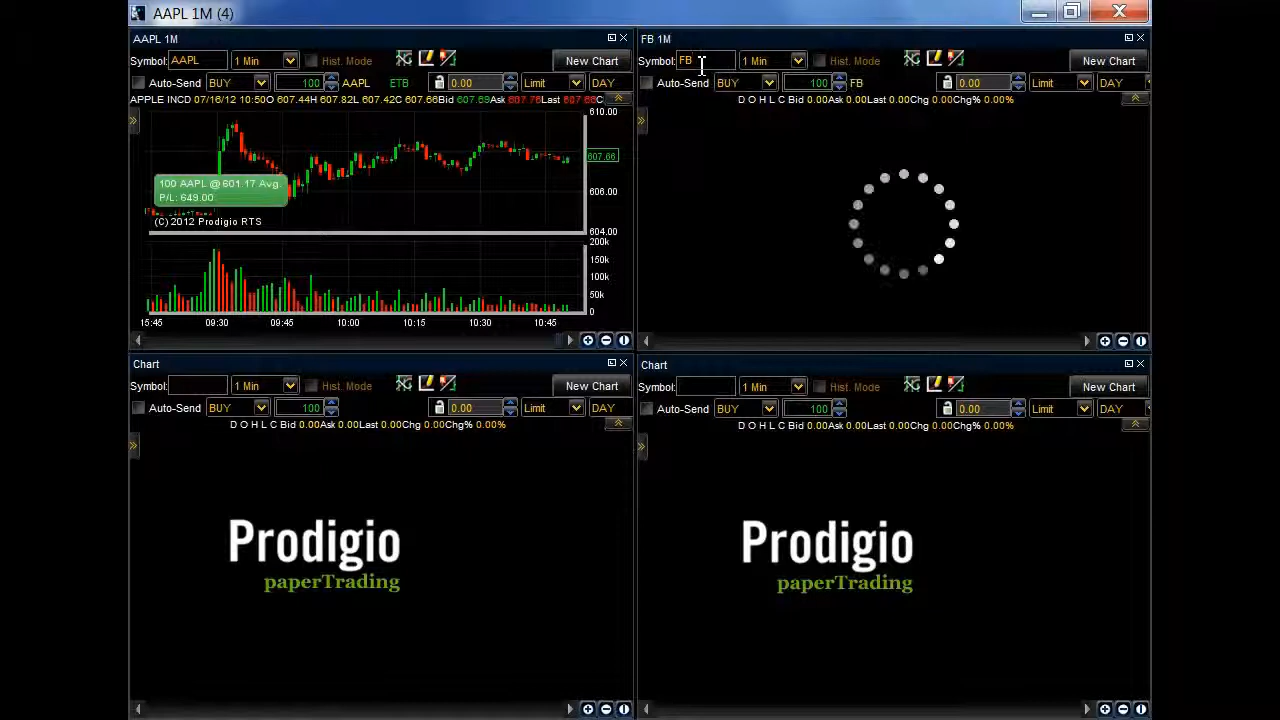 AAPL 1M (4)
AAPL 1M
Symbol: AAPL 1 Min Hist. Mode New Chart
Auto-Send BUY 100 AAPL ETB 0.00 Limit DAY
APPLE INCD 07/16/12 10:50O 607.44H 607.82L 607.42C 607.66Bid 607.69Ask 607.76Last 607.66C
610.00
607.66
606.00
604.00
100 AAPL @ 601.17 Avg.
P/L: 649.00
(C) 2012 Prodigio RTS
200k
150k
100k
50k
0
15:45 09:30 09:45 10:00 10:15 10:30 10:45
FB 1M
Symbol: FB 1 Min Hist. Mode New Chart
Auto-Send BUY 100 FB 0.00 Limit DAY
D O H L C Bid 0.00Ask 0.00Last 0.00Chg 0.00Chg% 0.00%
Chart
Symbol: 1 Min Hist. Mode New Chart
Auto-Send BUY 100 0.00 Limit DAY
D O H L C Bid 0.00Ask 0.00Last 0.00Chg 0.00Chg% 0.00%
Prodigio
paperTrading
Chart
Symbol: 1 Min Hist. Mode New Chart
Auto-Send BUY 100 0.00 Limit DAY
D O H L C Bid 0.00Ask 0.00Last 0.00Chg 0.00Chg% 0.00%
Prodigio
paperTrading